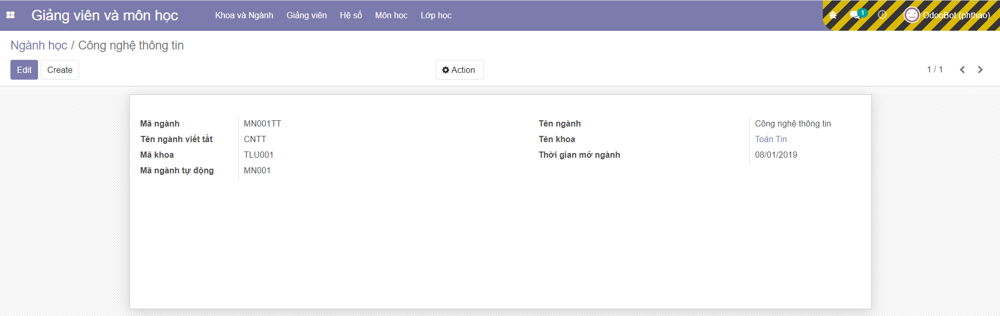 Giảng viên và môn học Khoa và Ngành Giảng viên Hệ số Môn học Lớp học 1 OdooBot (phthao)
Ngành học / Công nghệ thông tin
Edit Create Action 1 / 1
Mã ngành MN001TT Tên ngành Công nghệ thông tin
Tên ngành viết tắt CNTT Tên khoa Toán Tin
Mã khoa TLU001 Thời gian mở ngành 08/01/2019
Mã ngành tự động MN001